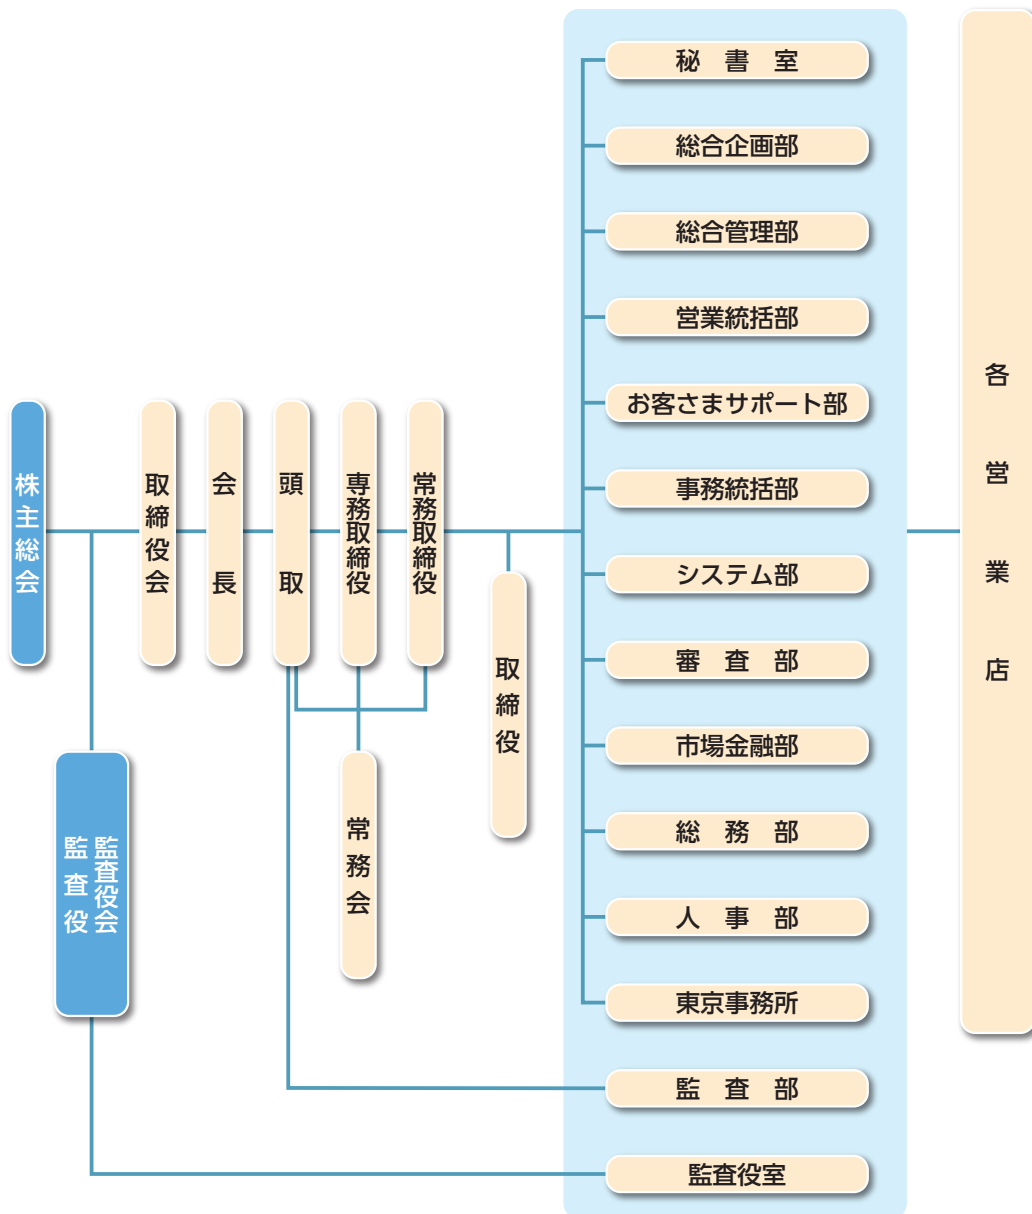 株主総会
監査役会
監査役
取締役会
会長
頭取
専務取締役
常務取締役
常務会
取締役
秘書室
総合企画部
総合管理部
営業統括部
お客さまサポート部
事務統括部
システム部
審査部
市場金融部
総務部
人事部
東京事務所
監査部
監査役室
各営業店